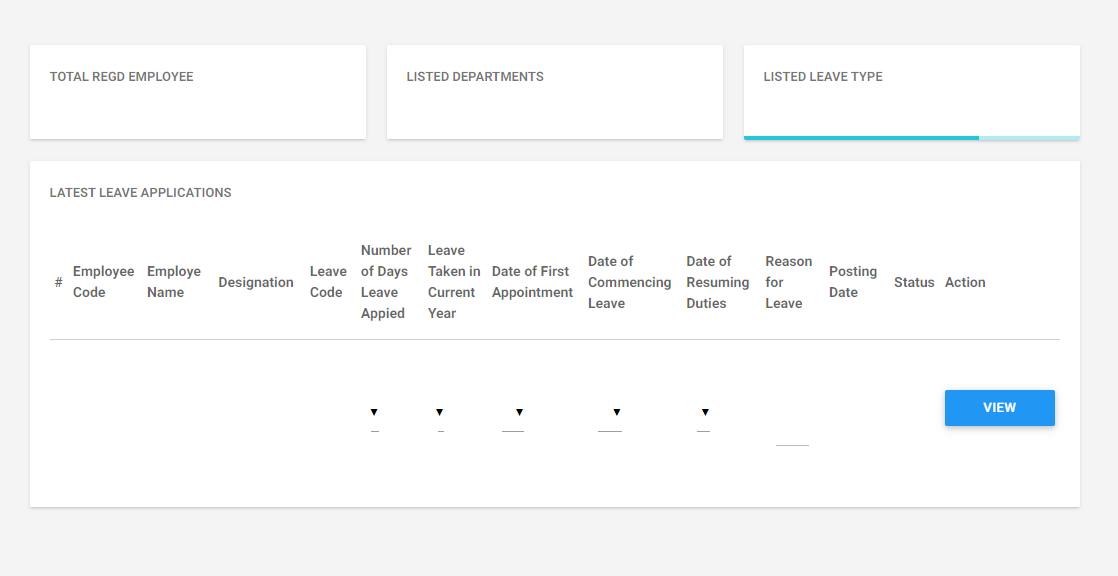 TOTAL REGD EMPLOYEE
LISTED DEPARTMENTS
LISTED LEAVE TYPE
LATEST LEAVE APPLICATIONS
#
Employee
Code
Employe
Name
Designation
Leave
Code
Number
of Days
Leave
Appied
Leave
Taken in
Current
Year
Date of First
Appointment
Date of
Commencing
Leave
Date of
Resuming
Duties
Reason
for
Leave
Posting
Date
Status
Action
VIEW